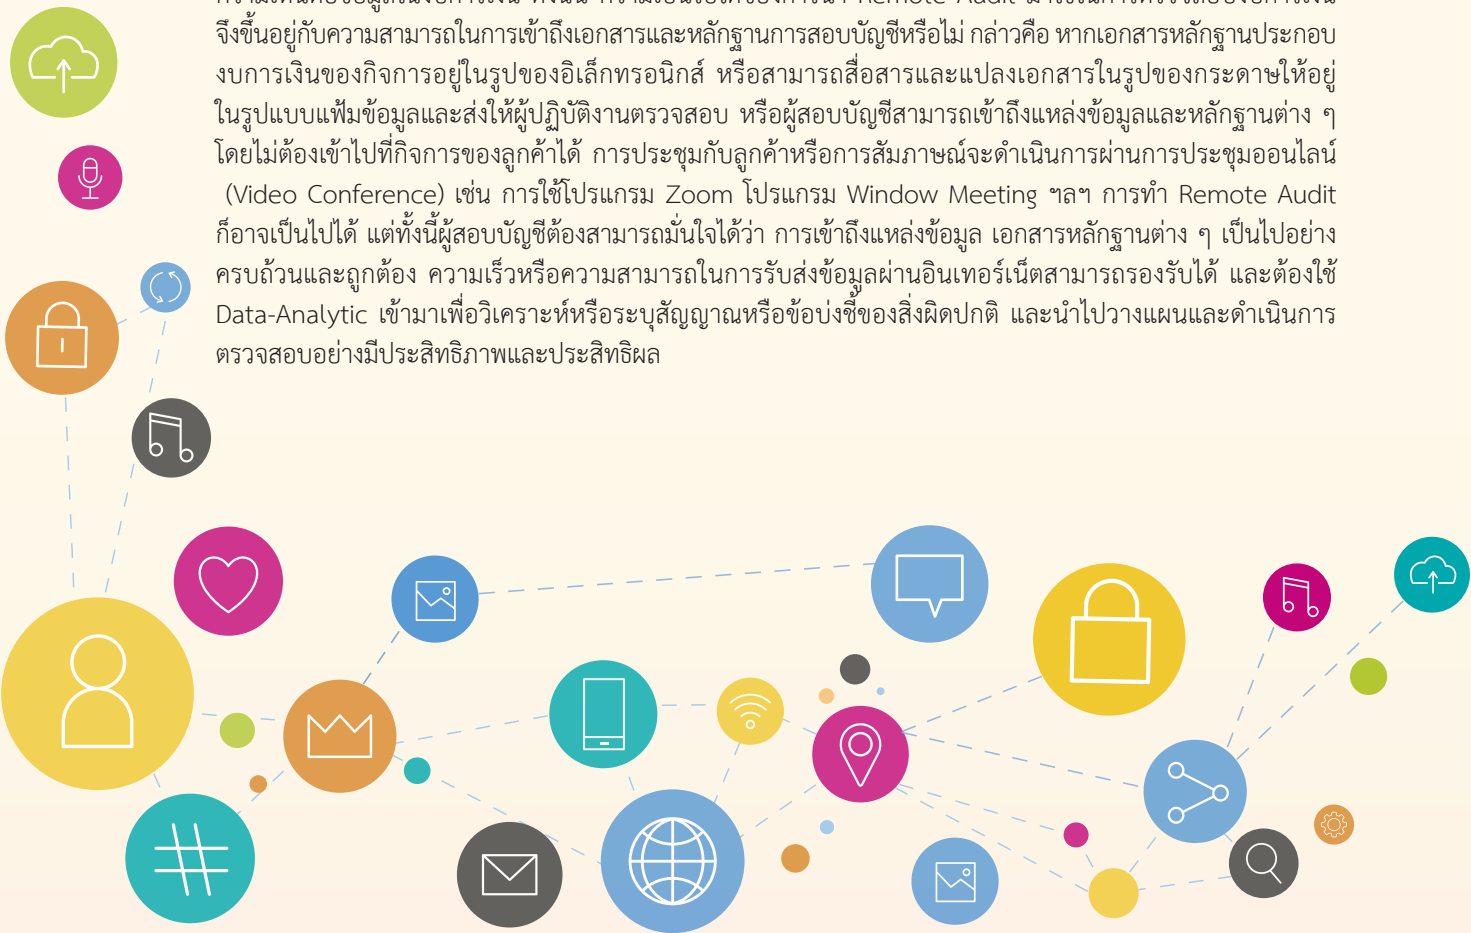 จึงขึ้นอยู่กับความสามารถในการเข้าถึงเอกสารและหลักฐานการสอบบัญชีหรือไม่ กล่าวคือ หากเอกสารหลักฐานประกอบ
งบการเงินของกิจการอยู่ในรูปของอิเล็กทรอนิกส์ หรือสามารถสื่อสารและแปลงเอกสารในรูปของกระดาษให้อยู่
ในรูปแบบแฟ้มข้อมูลและส่งให้ผู้ปฏิบัติงานตรวจสอบ หรือผู้สอบบัญชีสามารถเข้าถึงแหล่งข้อมูลและหลักฐานต่าง ๆ
โดยไม่ต้องเข้าไปที่กิจการของลูกค้าได้ การประชุมกับลูกค้าหรือการสัมภาษณ์จะดำเนินการผ่านการประชุมออนไลน์
(Video Conference) เช่น การใช้โปรแกรม Zoom โปรแกรม Window Meeting ฯลฯ การทำ Remote Audit
ก็อาจเป็นไปได้ แต่ทั้งนี้ผู้สอบบัญชีต้องสามารถมั่นใจได้ว่า การเข้าถึงแหล่งข้อมูล เอกสารหลักฐานต่าง ๆ เป็นไปอย่าง
ครบถ้วนและถูกต้อง ความเร็วหรือความสามารถในการรับส่งข้อมูลผ่านอินเทอร์เน็ตสามารถรองรับได้ และต้องใช้
Data-Analytic เข้ามาเพื่อวิเคราะห์หรือระบุสัญญาณหรือข้อบ่งชี้ของสิ่งผิดปกติ และนำไปวางแผนและดำเนินการ
ตรวจสอบอย่างมีประสิทธิภาพและประสิทธิผล